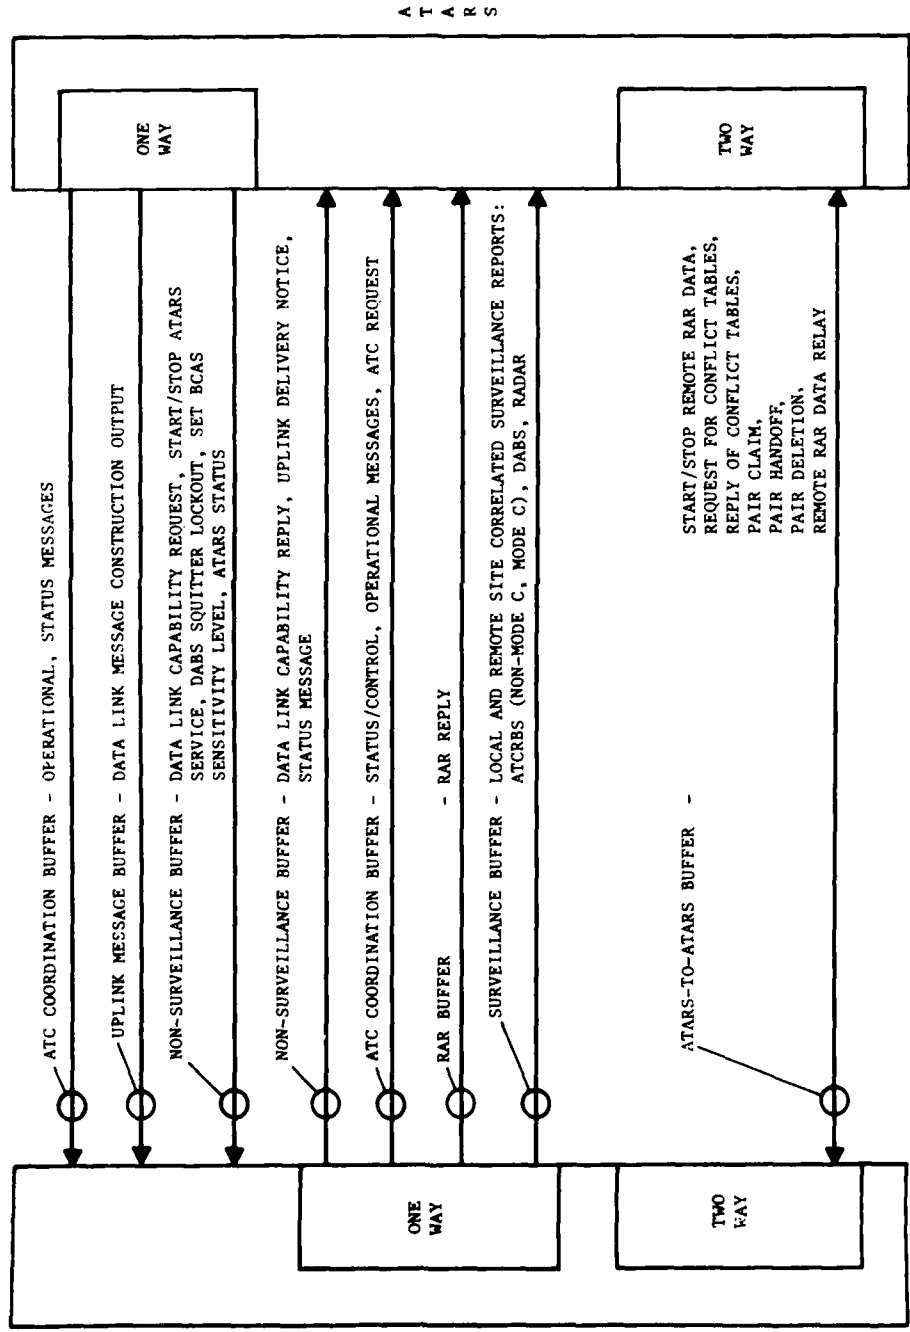 A
T
A
R
S
ONE
WAY
TWO
WAY
ATC COORDINATION BUFFER - OPERATIONAL, STATUS MESSAGES
UPLINK MESSAGE BUFFER - DATA LINK MESSAGE CONSTRUCTION OUTPUT
NON-SURVEILLANCE BUFFER - DATA LINK CAPABILITY REQUEST, START/STOP ATARS
SERVICE, DABS SQUITTER LOCKOUT, SET BCAS
SENSITIVITY LEVEL, ATARS STATUS
NON-SURVEILLANCE BUFFER - DATA LINK CAPABILITY REPLY, UPLINK DELIVERY NOTICE,
STATUS MESSAGE
ATC COORDINATION BUFFER - STATUS/CONTROL, OPERATIONAL MESSAGES, ATC REQUEST
RAR BUFFER - RAR REPLY
SURVEILLANCE BUFFER - LOCAL AND REMOTE SITE CORRELATED SURVEILLANCE REPORTS:
ATCRBS (NON-MODE C, MODE C), DABS, RADAR
ATARS-TO-ATARS BUFFER -
START/STOP REMOTE RAR DATA,
REQUEST FOR CONFLICT TABLES,
REPLY OF CONFLICT TABLES,
PAIR CLAIM,
PAIR HANDOFF,
PAIR DELETION,
REMOTE RAR DATA RELAY
ONE
WAY
TWO
WAY